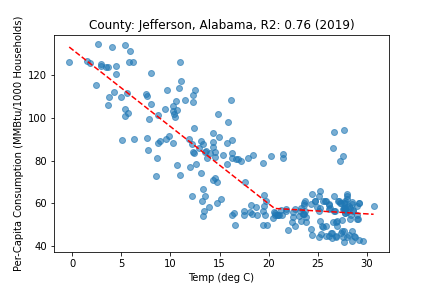 County: Jefferson, Alabama, R2: 0.76 (2019)
Per-Capita Consumption (MMBtu/1000 Households)
120
100
80
60
40
0 5 10 15 20 25 30
Temp (deg C)